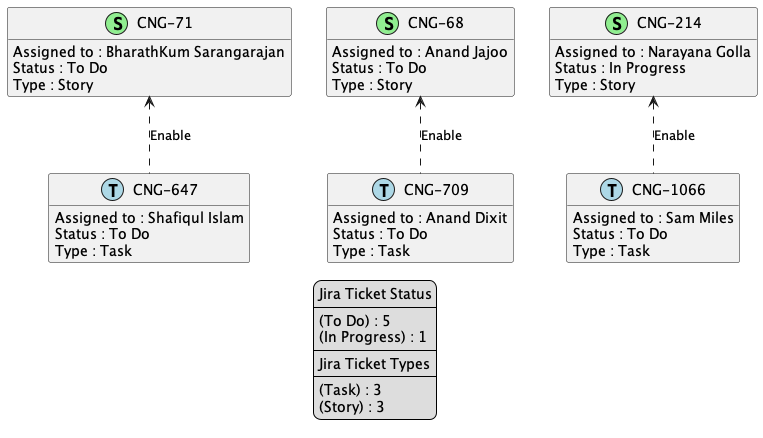 S CNG-71
Assigned to : BharathKum Sarangarajan
Status : To Do
Type : Story
S CNG-68
Assigned to : Anand Jajoo
Status : To Do
Type : Story
S CNG-214
Assigned to : Narayana Golla
Status : In Progress
Type : Story
Enable
Enable
Enable
T CNG-647
Assigned to : Shafiqul Islam
Status : To Do
Type : Task
T CNG-709
Assigned to : Anand Dixit
Status : To Do
Type : Task
T CNG-1066
Assigned to : Sam Miles
Status : To Do
Type : Task
Jira Ticket Status
(To Do) : 5
(In Progress) : 1
Jira Ticket Types
(Task) : 3
(Story) : 3